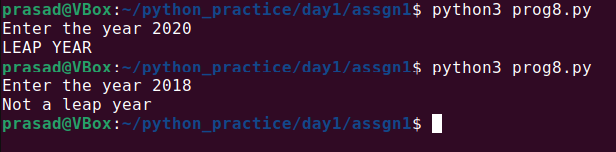 prasad@VBox:~/python_practice/day1/assgn1$ python3 prog8.py
Enter the year 2020
LEAP YEAR
prasad@VBox:~/python_practice/day1/assgn1$ python3 prog8.py
Enter the year 2018
Not a leap year
prasad@VBox:~/python_practice/day1/assgn1$